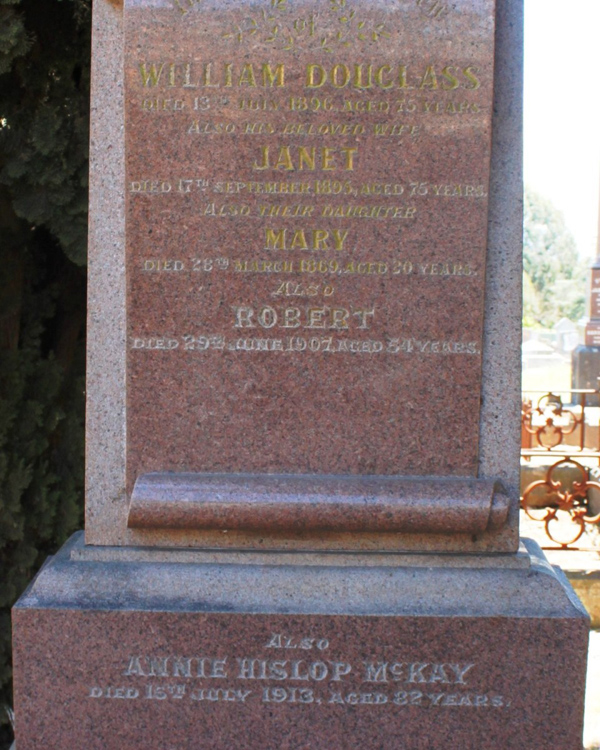 WILLIAM DOUGLASS
DIED 13TH JULY 1896, AGED 75 YEARS
ALSO HIS BELOVED WIFE
JANET
DIED 17TH SEPTEMBER 1895, AGED 75 YEARS.
ALSO THEIR DAUGHTER
MARY
DIED 28TH MARCH 1869, AGED 20 YEARS.
ALSO
ROBERT
DIED 29TH JUNE 1907, AGED 54 YEARS.
ALSO
ANNIE HISLOP MCKAY
DIED 15TH JULY 1913, AGED 82 YEARS.